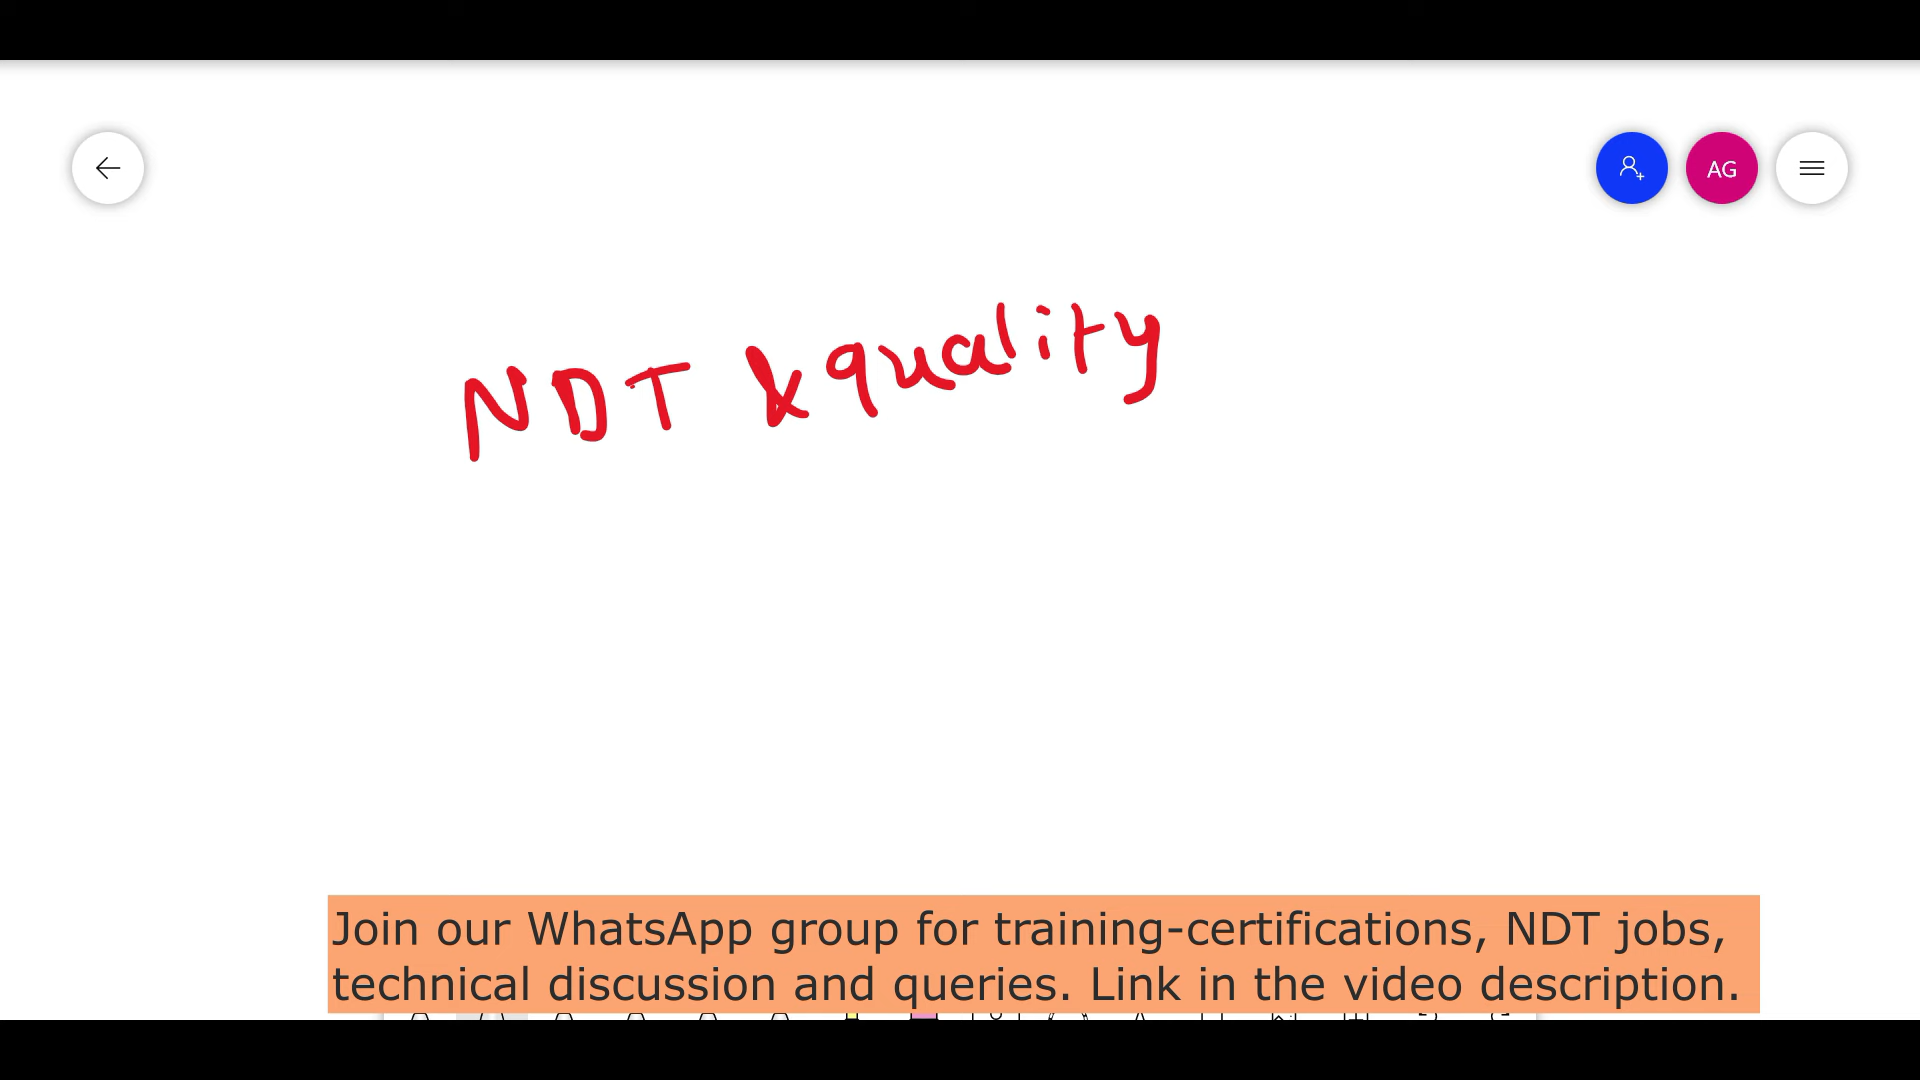 AG
NDT & quality
Join our WhatsApp group for training-certifications, NDT jobs,
technical discussion and queries. Link in the video description.